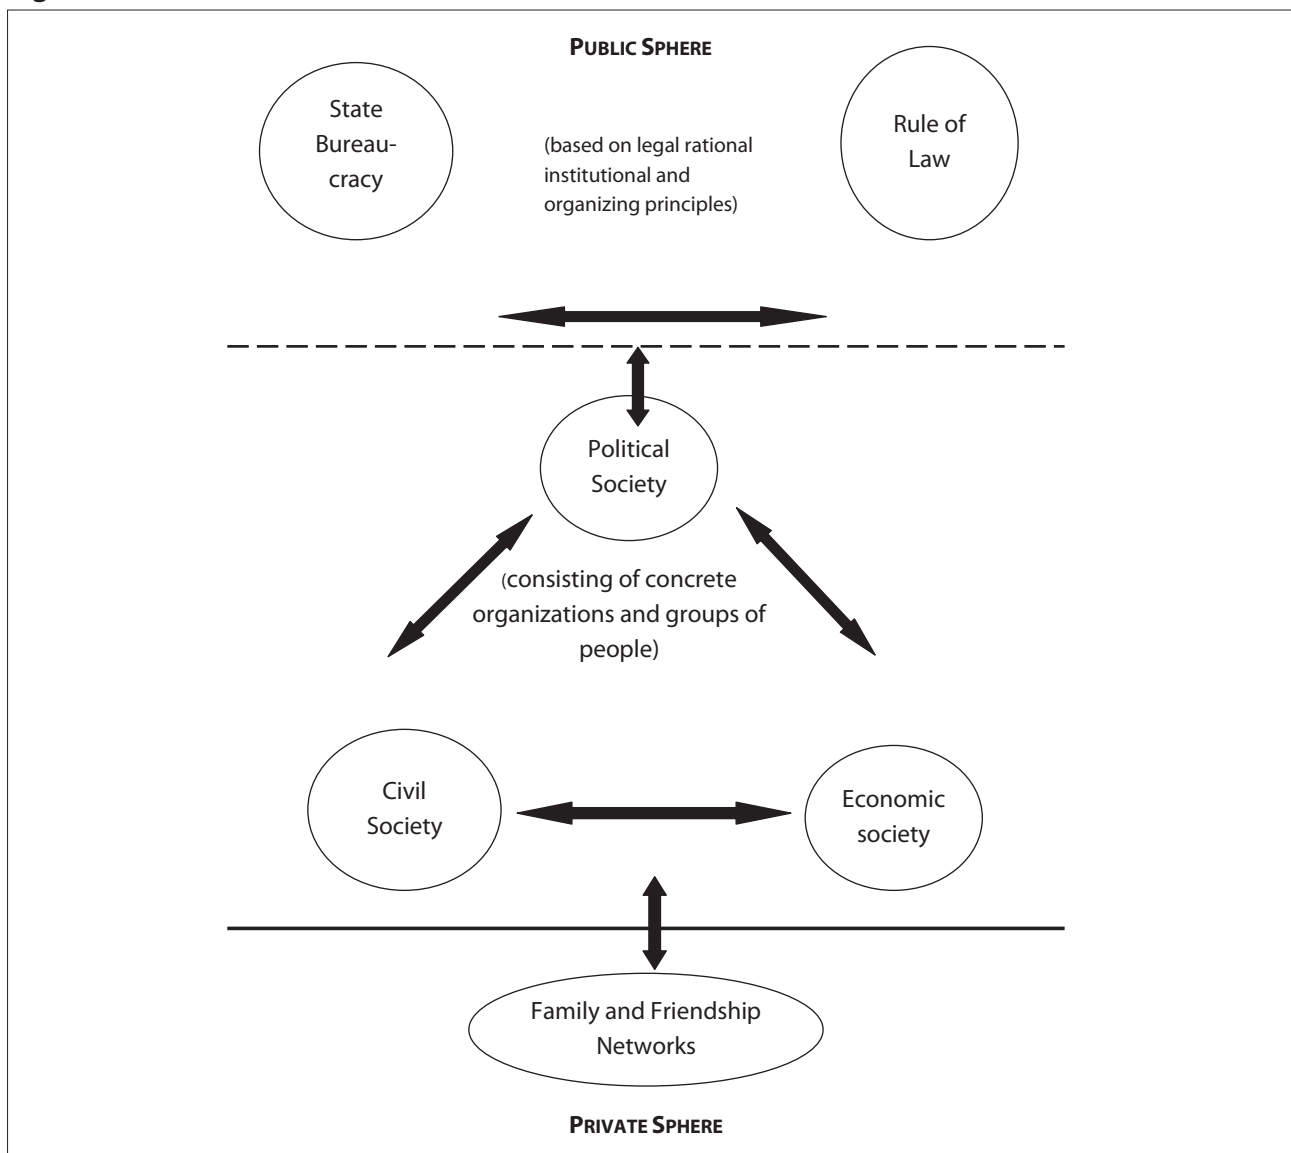 PUBLIC SPHERE
State
Bureau-
cracy
(based on legal rational
institutional and
organizing principles)
Rule of
Law
Political
Society
(consisting of concrete
organizations and groups of
people)
Civil
Society
Economic
society
Family and Friendship
Networks
PRIVATE SPHERE